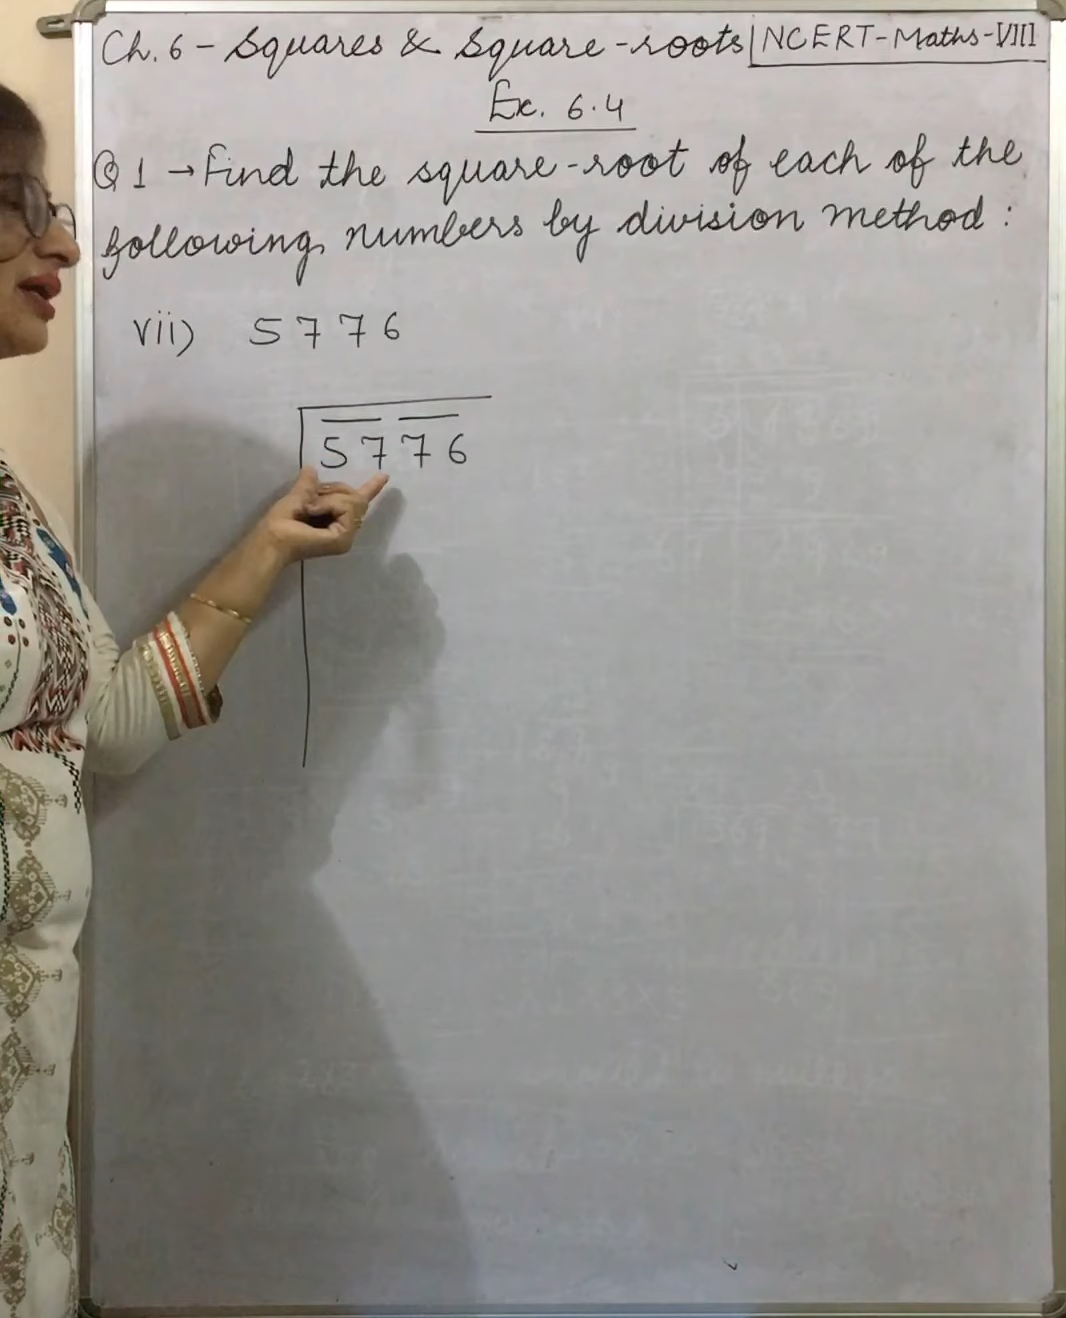 Ch. 6 - Squares & Square-roots | NCERT-Maths-VIII
Ex. 6.4
Q 1 → Find the square-root of each of the
following numbers by division method :
vii) 5776
5776